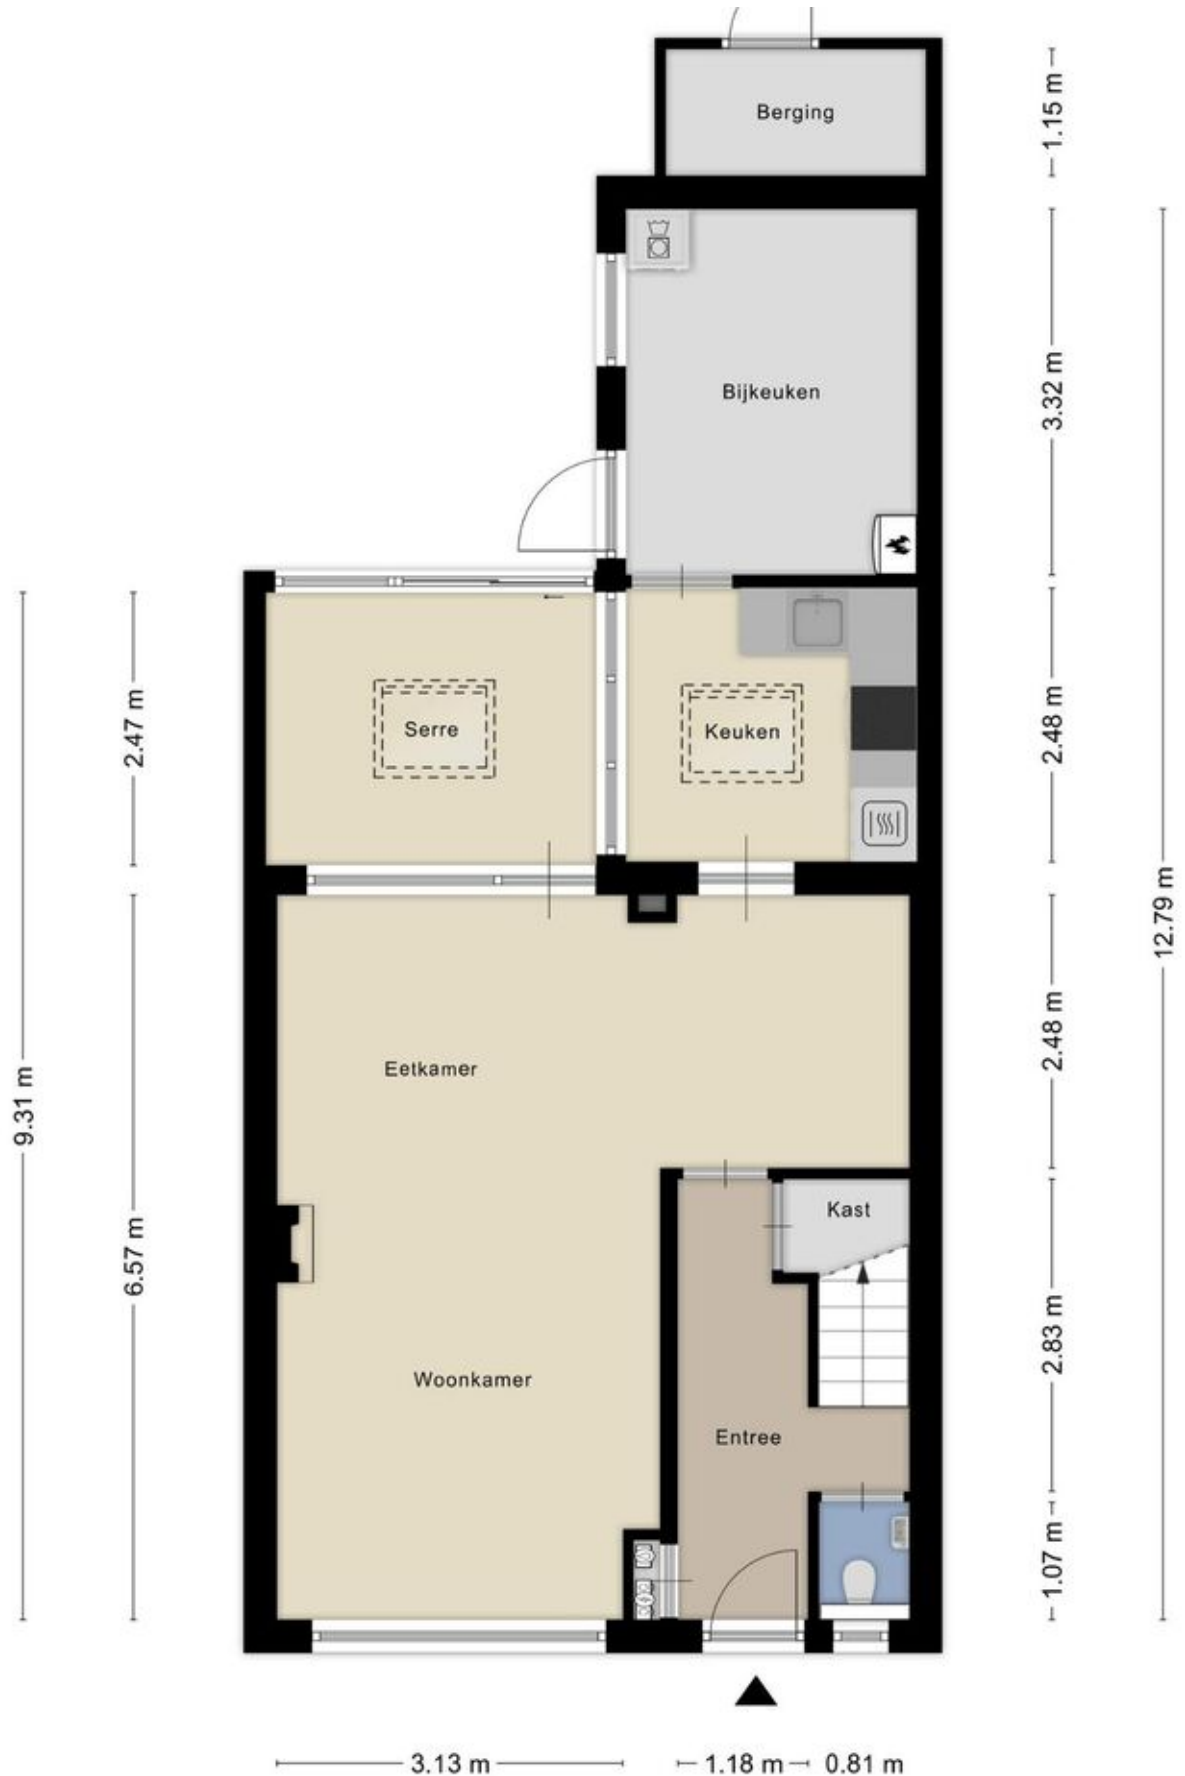 Berging
1.15 m
Bijkeuken
3.32 m
Serre
Keuken
2.47 m
2.48 m
12.79 m
Eetkamer
2.48 m
9.31 m
6.57 m
Kast
Woonkamer
2.83 m
Entree
1.07 m
3.13 m
1.18 m
0.81 m